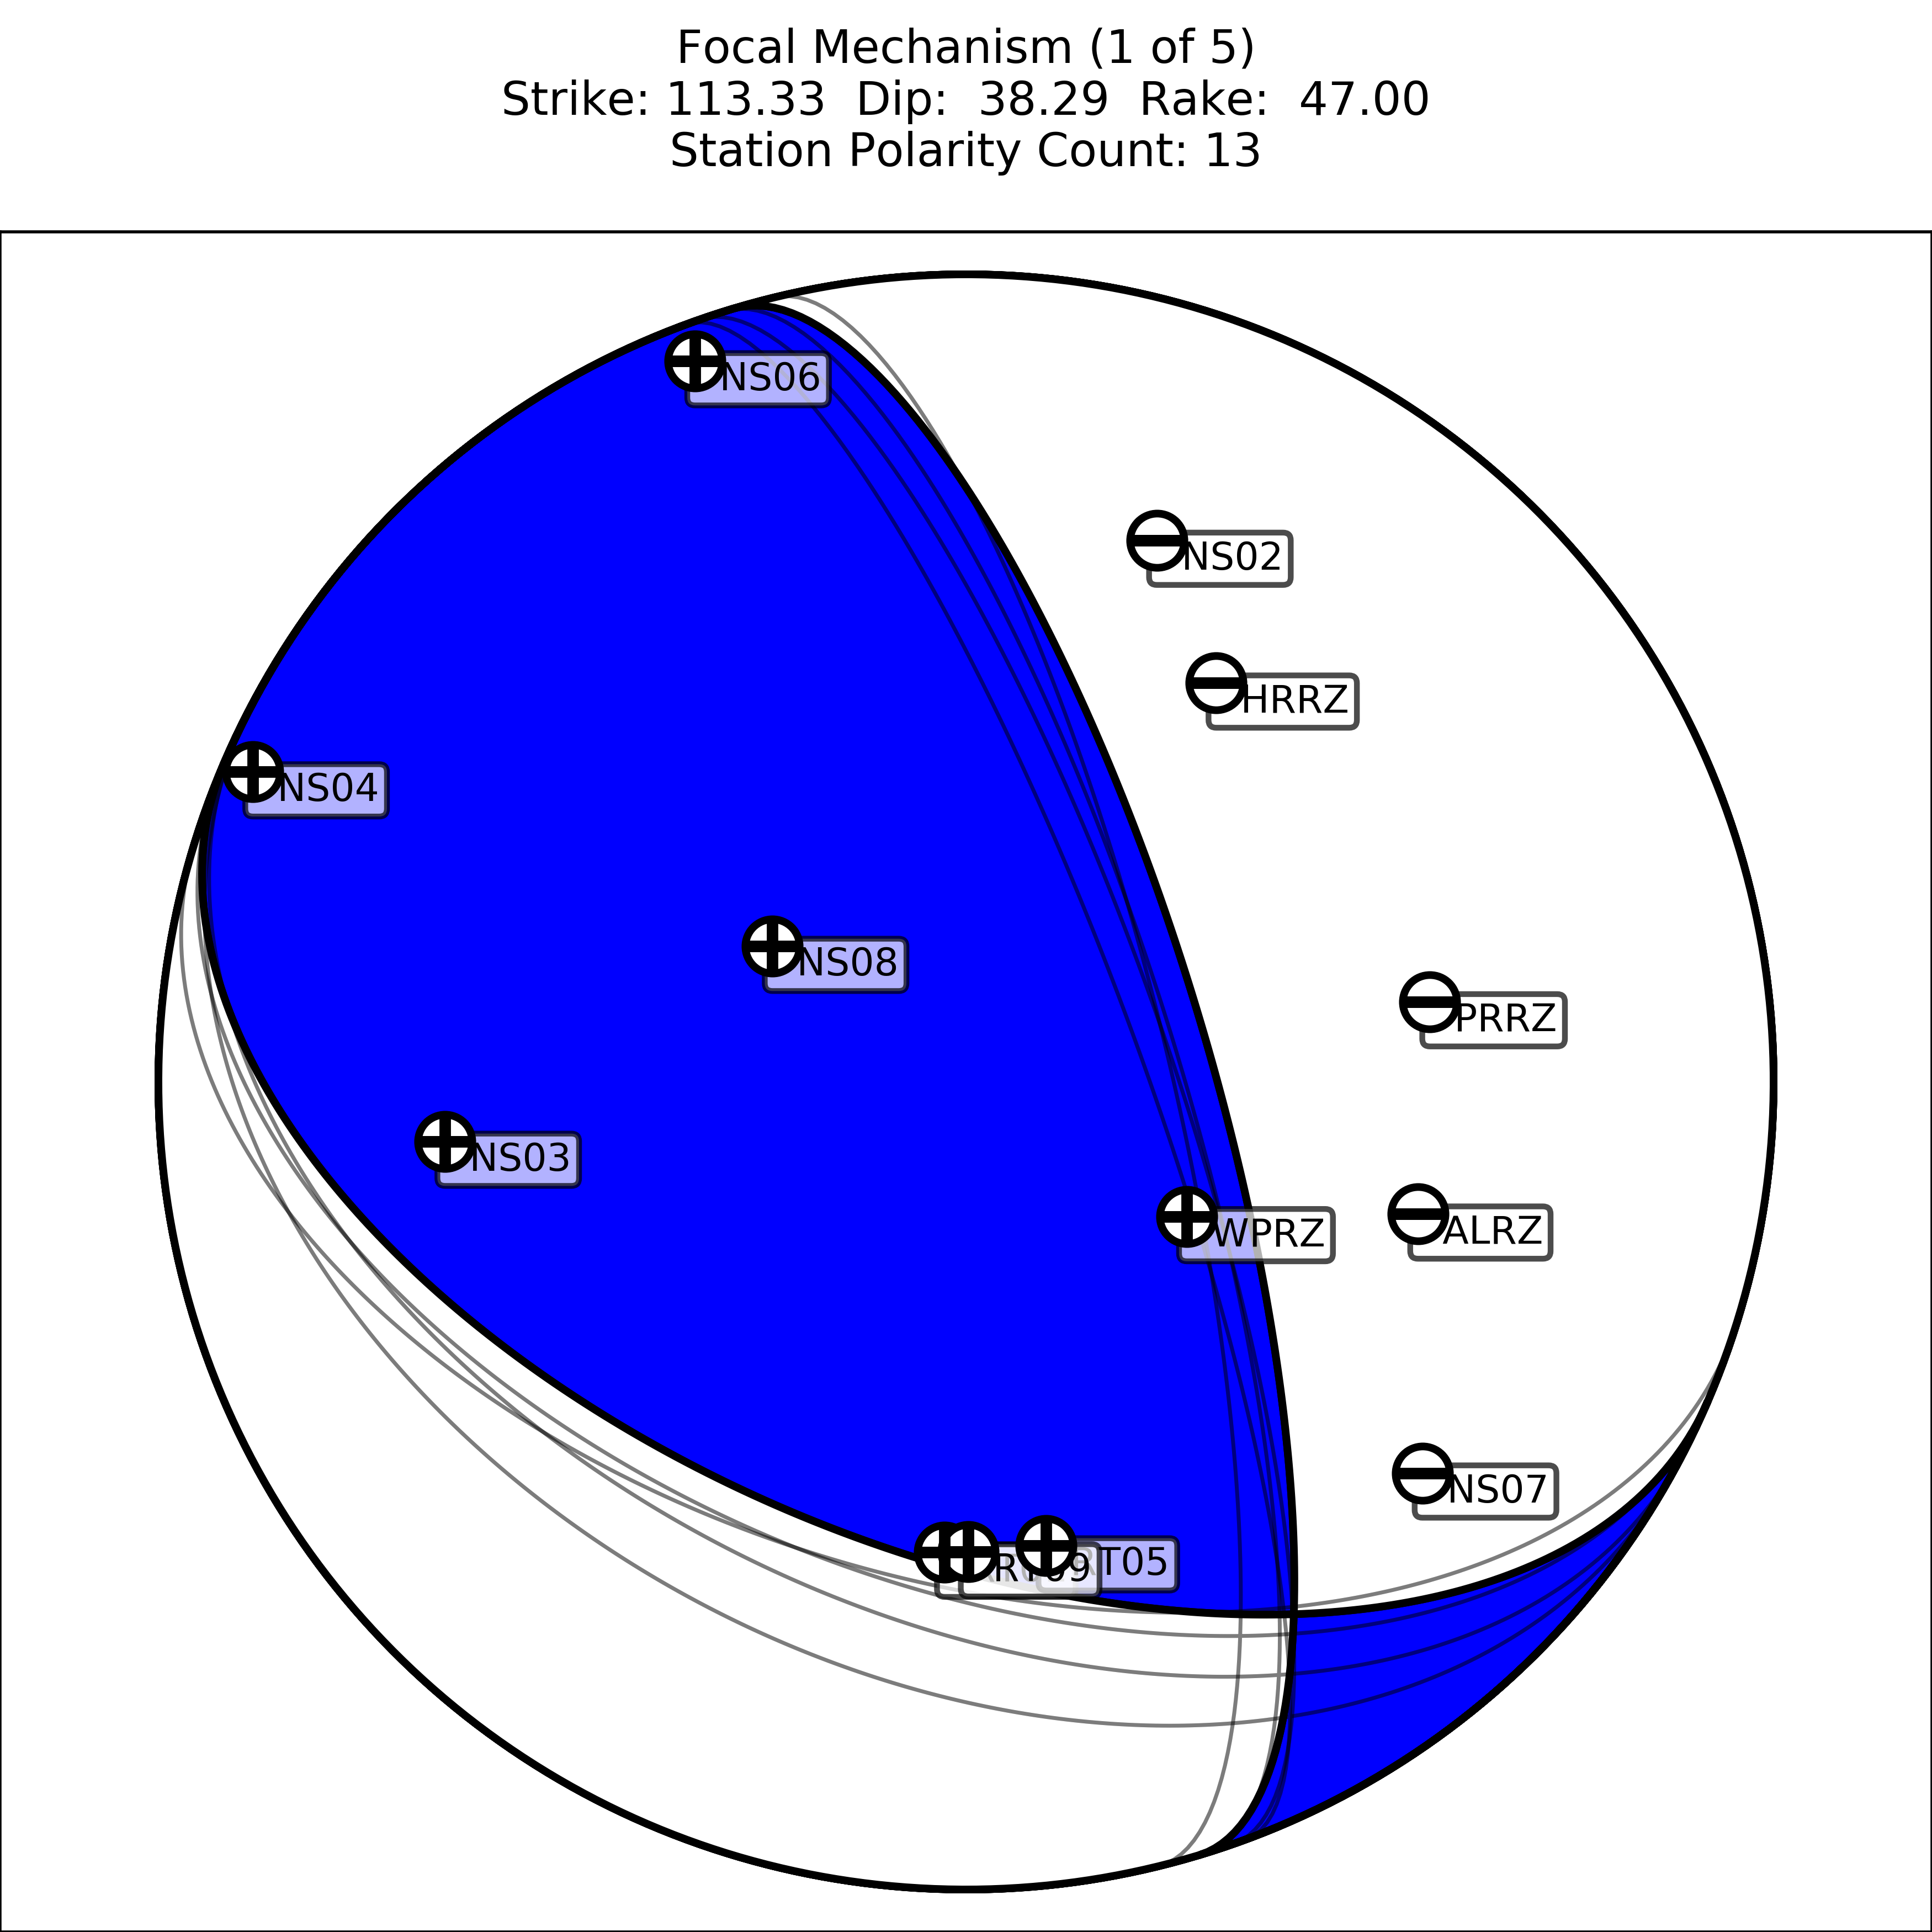 Focal Mechanism (1 of 5)
Strike: 113.33  Dip:  38.29  Rake:  47.00
Station Polarity Count: 13
NS06
NS02
HRRZ
NS04
NS08
PRRZ
NS03
WPRZ
ALRZ
NS07